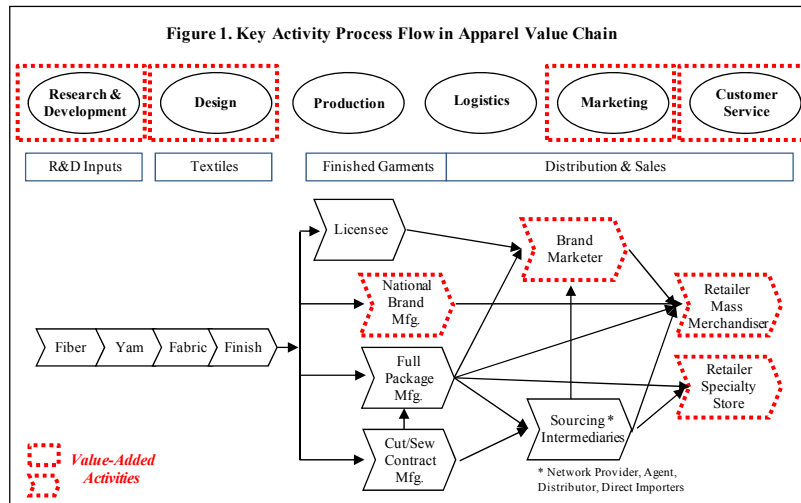 Figure 1. Key Activity Process Flow in Apparel Value Chain
Research &
Development
Design
Production
Logistics
Marketing
Customer
Service
R&D Inputs
Textiles
Finished Garments
Distribution & Sales
Licensee
Brand
Marketer
National
Brand
Mfg.
Retailer
Mass
Merchandiser
Fiber
Yam
Fabric
Finish
Full
Package
Mfg.
Retailer
Specialty
Store
Cut/Sew
Contract
Mfg.
Sourcing *
Intermediaries
Value-Added
Activities
* Network Provider, Agent,
Distributor, Direct Importers